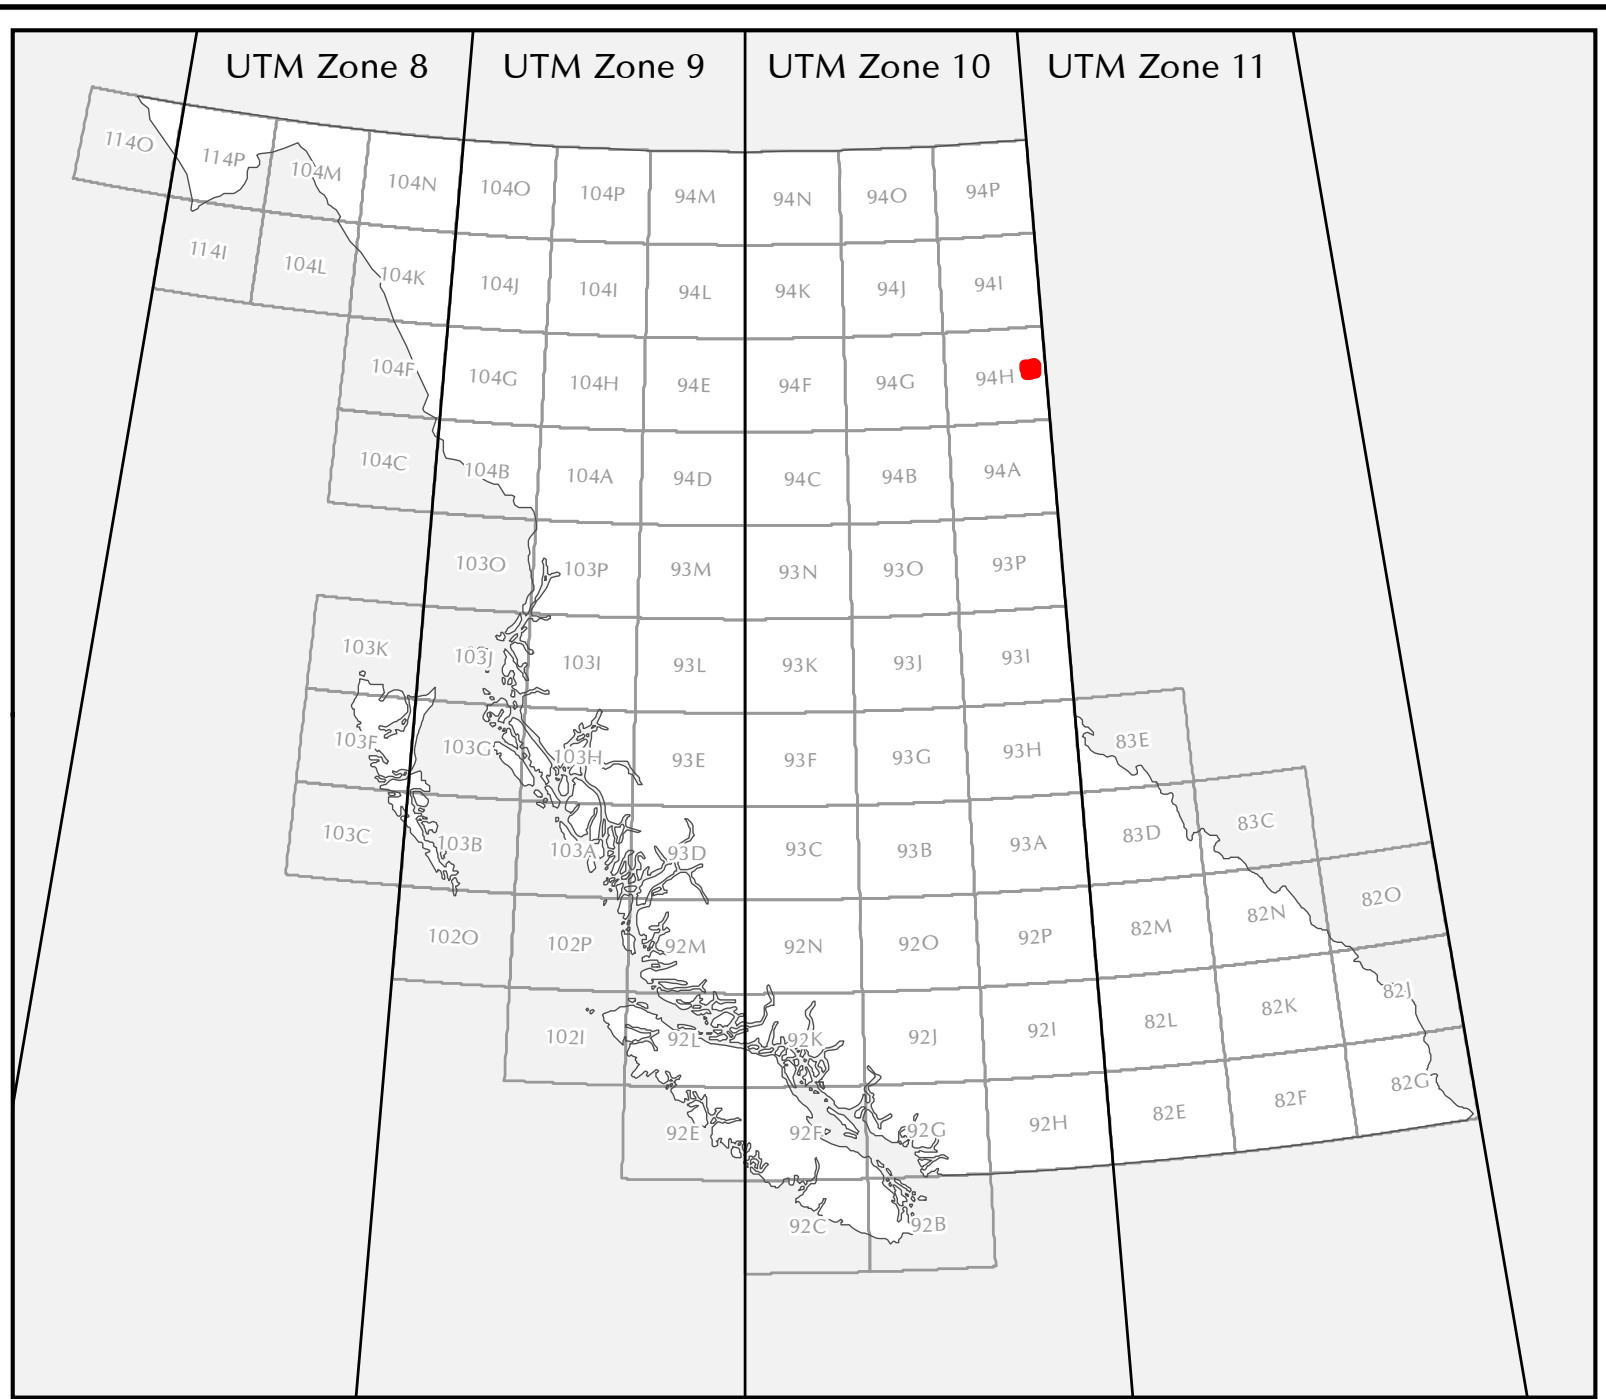 UTM Zone 8 UTM Zone 9 UTM Zone 10 UTM Zone 11
114O 114P 104M 104N 104O 104P 94M 94N 94O 94P
114I 104L 104K 104J 104I 94L 94K 94J 94I
104F 104G 104H 94E 94F 94G 94H
104C 104B 104A 94D 94C 94B 94A
103O 103P 93M 93N 93O 93P
103K 103J 103I 93L 93K 93J 93I
103F 103G 103H 93E 93F 93G 93H 83E
103C 103B 103A 93D 93C 93B 93A 83D 83C
102O 102P 92M 92N 92O 92P 82M 82N 82O
102I 92L 92K 92J 92I 82L 82K 82J
92E 92F 92G 92H 82E 82F 82G
92C 92B